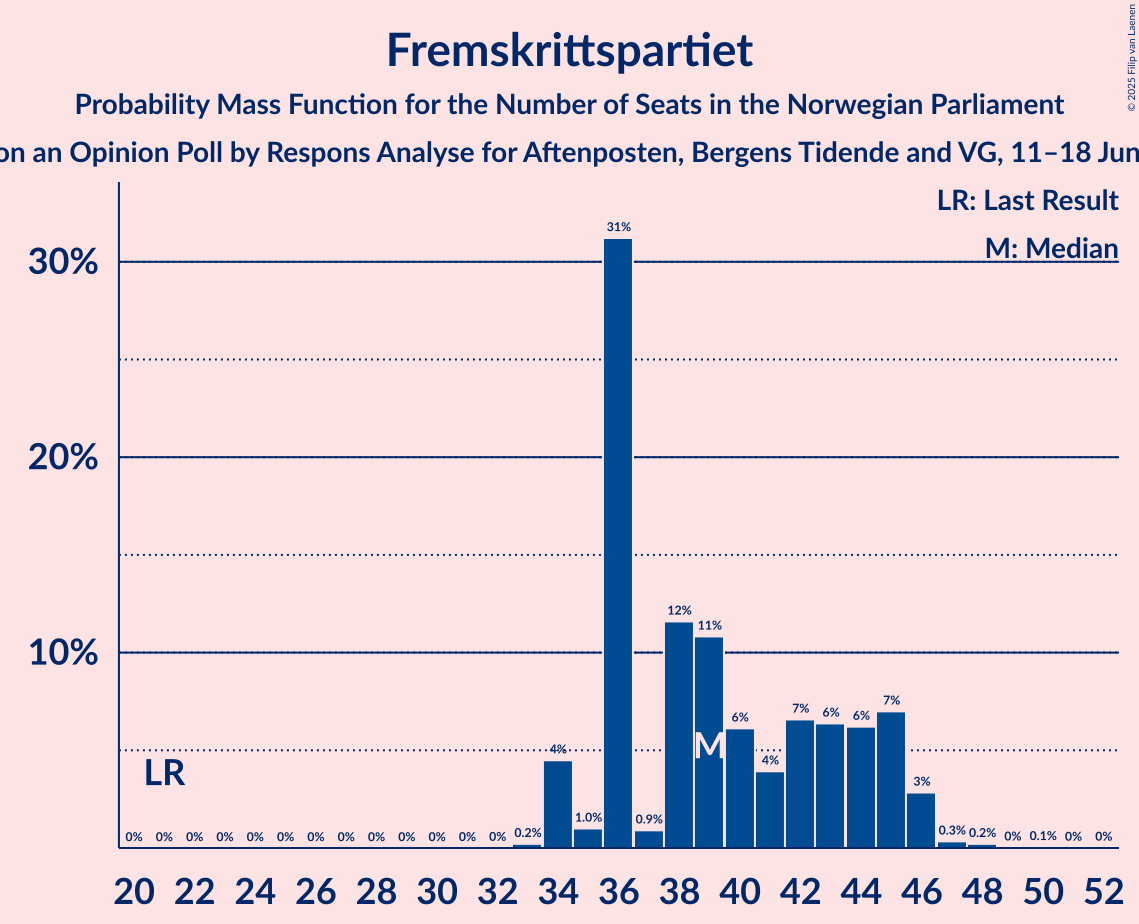 Fremskrittspartiet
Probability Mass Function for the Number of Seats in the Norwegian Parliament
on an Opinion Poll by Respons Analyse for Aftenposten, Bergens Tidende and VG, 11–18 Jun
© 2025 Filip van Laenen
LR: Last Result
M: Median
30%
20%
10%
31%
12%
11%
7%
7%
6%
6%
6%
4%
4%
3%
M
LR
0% 0% 0% 0% 0% 0% 0% 0% 0% 0% 0% 0% 0% 0.2% 1.0% 0.9% 0.3% 0.2% 0% 0.1% 0% 0%
20 22 24 26 28 30 32 34 36 38 40 42 44 46 48 50 52